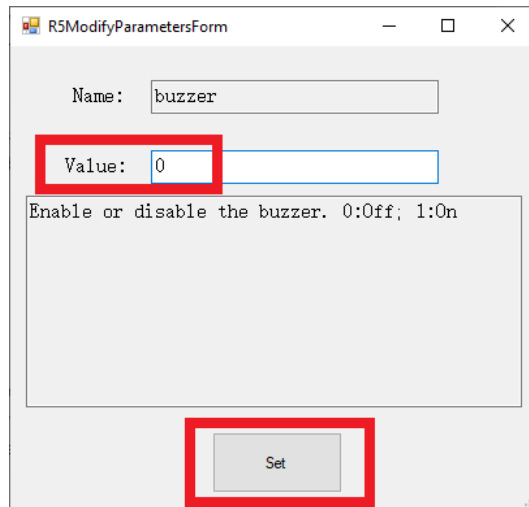 R5ModifyParametersForm
Name: buzzer
Value: 0
Enable or disable the buzzer. 0:Off; 1:On
Set